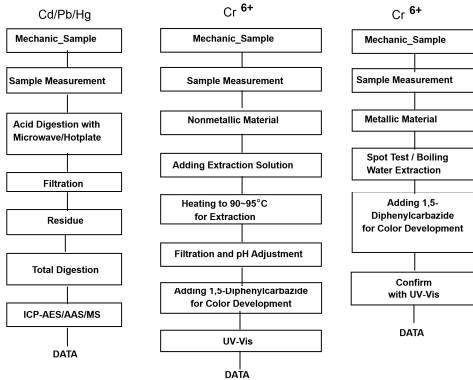 Cd/Pb/Hg
Mechanic_Sample
Sample Measurement
Acid Digestion with
Microwave/Hotplate
Filtration
Residue
Total Digestion
ICP-AES/AAS/MS
DATA
Cr 6+
Mechanic_Sample
Sample Measurement
Nonmetallic Material
Adding Extraction Solution
Heating to 90~95°C
for Extraction
Filtration and pH Adjustment
Adding 1,5-Diphenylcarbazide
for Color Development
UV-Vis
DATA
Cr 6+
Mechanic_Sample
Sample Measurement
Metallic Material
Spot Test / Boiling
Water Extraction
Adding 1,5-
Diphenylcarbazide
for Color Development
Confirm
with UV-Vis
DATA